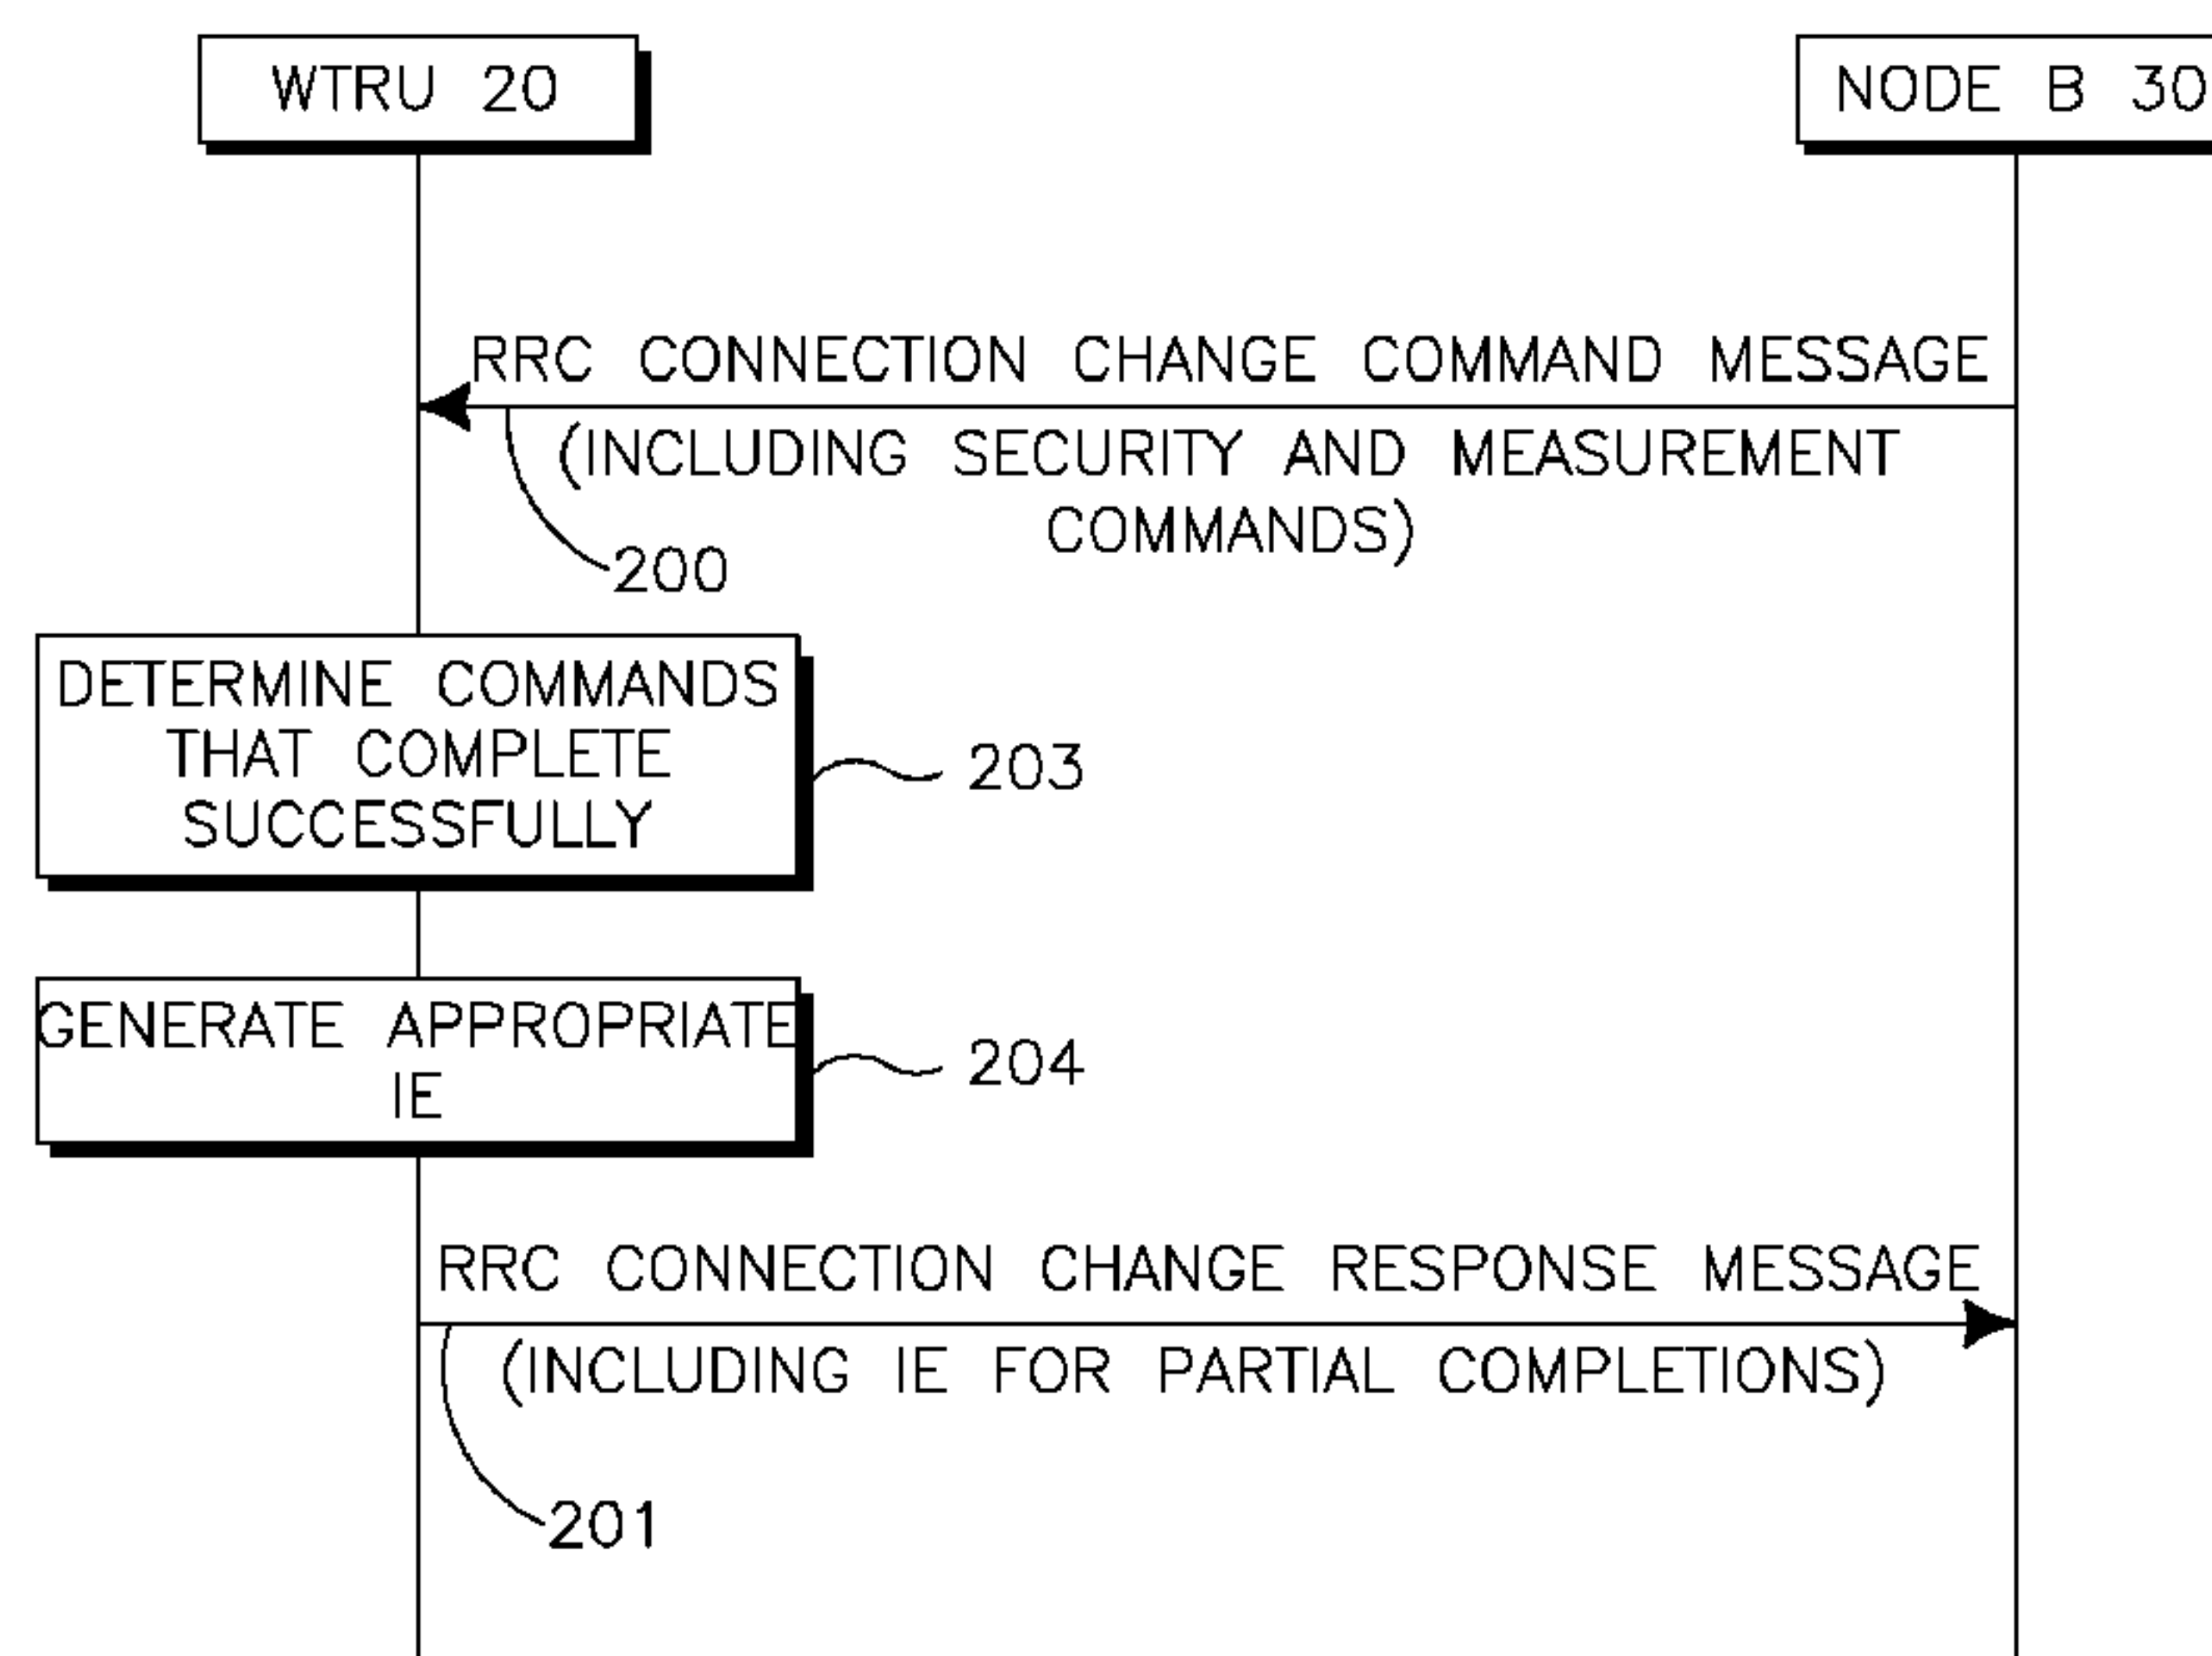 WTRU 20
NODE B 30
RRC CONNECTION CHANGE COMMAND MESSAGE
(INCLUDING SECURITY AND MEASUREMENT
COMMANDS)
200
DETERMINE COMMANDS
THAT COMPLETE
SUCCESSFULLY
203
GENERATE APPROPRIATE
IE
204
RRC CONNECTION CHANGE RESPONSE MESSAGE
(INCLUDING IE FOR PARTIAL COMPLETIONS)
201